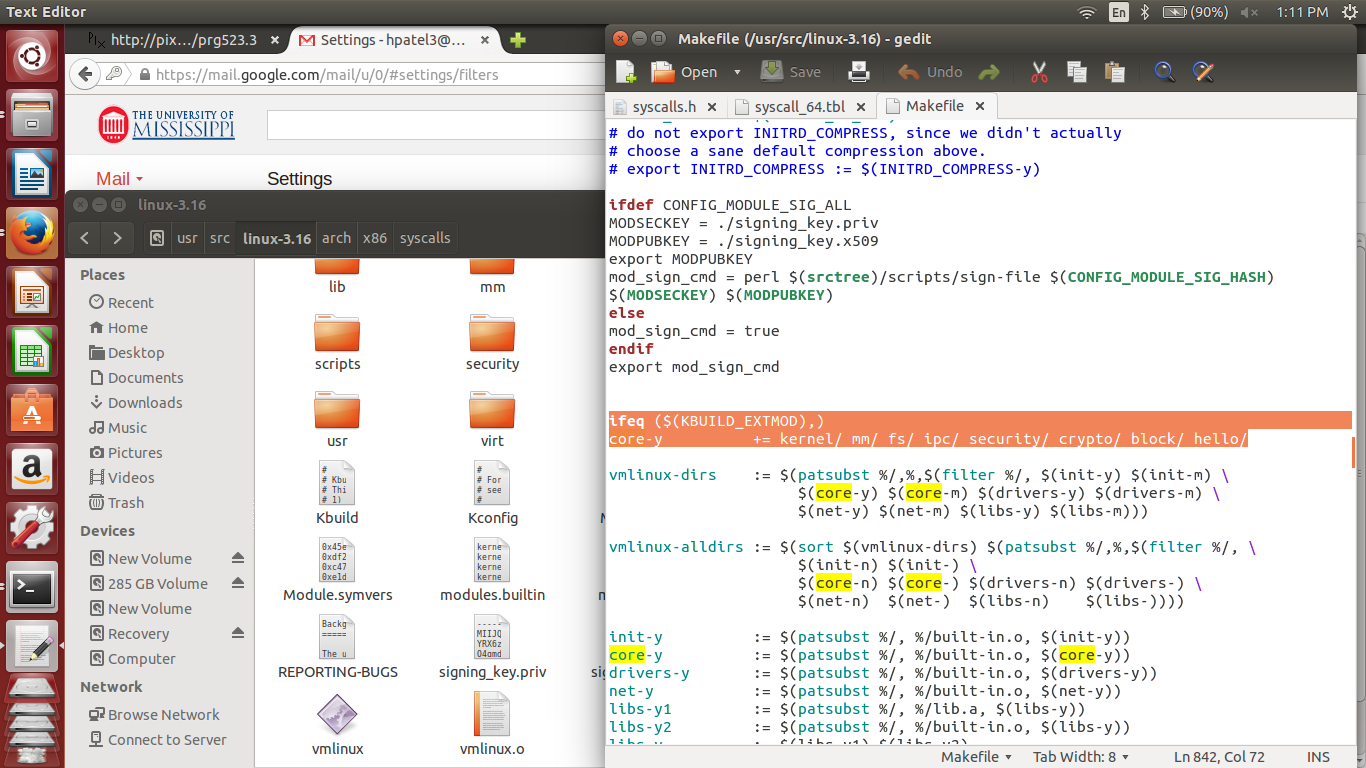 Text Editor
En
(90%)
1:11 PM
http://pix.../prg523.3
Settings - hpatel3@...
https://mail.google.com/mail/u/0/#settings/filters
THE UNIVERSITY OF
MISSISSIPPI
Mail
Settings
linux-3.16
usr
src
linux-3.16
arch
x86
syscalls
Places
Recent
Home
Desktop
Documents
Downloads
Music
Pictures
Videos
Trash
Devices
New Volume
285 GB Volume
New Volume
Recovery
Computer
Network
Browse Network
Connect to Server
lib
mm
scripts
security
usr
virt
Kbuild
Kconfig
Module.symvers
modules.builtin
REPORTING-BUGS
signing_key.priv
vmlinux
vmlinux.o
Makefile (/usr/src/linux-3.16) - gedit
Open
Save
Undo
syscalls.h
syscall_64.tbl
Makefile
# do not export INITRD_COMPRESS, since we didn't actually
# choose a sane default compression above.
# export INITRD_COMPRESS := $(INITRD_COMPRESS-y)
ifdef CONFIG_MODULE_SIG_ALL
MODSECKEY = ./signing_key.priv
MODPUBKEY = ./signing_key.x509
export MODPUBKEY
mod_sign_cmd = perl $(srctree)/scripts/sign-file $(CONFIG_MODULE_SIG_HASH)
$(MODSECKEY) $(MODPUBKEY)
else
mod_sign_cmd = true
endif
export mod_sign_cmd
ifeq ($(KBUILD_EXTMOD),)
core-y += kernel/ mm/ fs/ ipc/ security/ crypto/ block/ hello/
vmlinux-dirs := $(patsubst %/,%,$(filter %/, $(init-y) $(init-m) \
$(core-y) $(core-m) $(drivers-y) $(drivers-m) \
$(net-y) $(net-m) $(libs-y) $(libs-m)))
vmlinux-alldirs := $(sort $(vmlinux-dirs) $(patsubst %/,%,$(filter %/, \
$(init-n) $(init-) \
$(core-n) $(core-) $(drivers-n) $(drivers-) \
$(net-n) $(net-) $(libs-n) $(libs-))))
init-y := $(patsubst %/, %/built-in.o, $(init-y))
core-y := $(patsubst %/, %/built-in.o, $(core-y))
drivers-y := $(patsubst %/, %/built-in.o, $(drivers-y))
net-y := $(patsubst %/, %/built-in.o, $(net-y))
libs-y1 := $(patsubst %/, %/lib.a, $(libs-y))
libs-y2 := $(patsubst %/, %/built-in.o, $(libs-y))
Makefile
Tab Width: 8
Ln 842, Col 72
INS